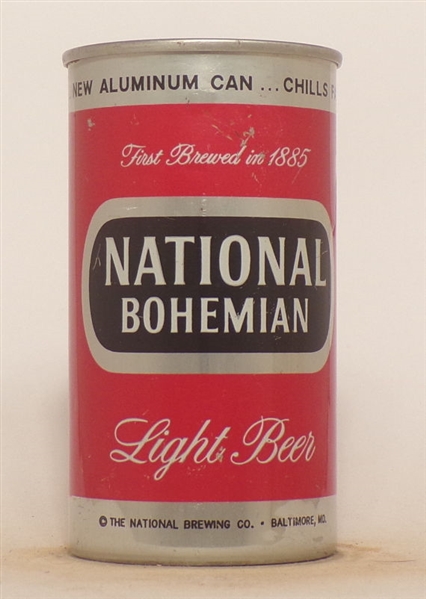 NEW ALUMINUM CAN ... CHILLS
First Brewed in 1885
NATIONAL
BOHEMIAN
Light Beer
© THE NATIONAL BREWING CO. • BALTIMORE, MD.